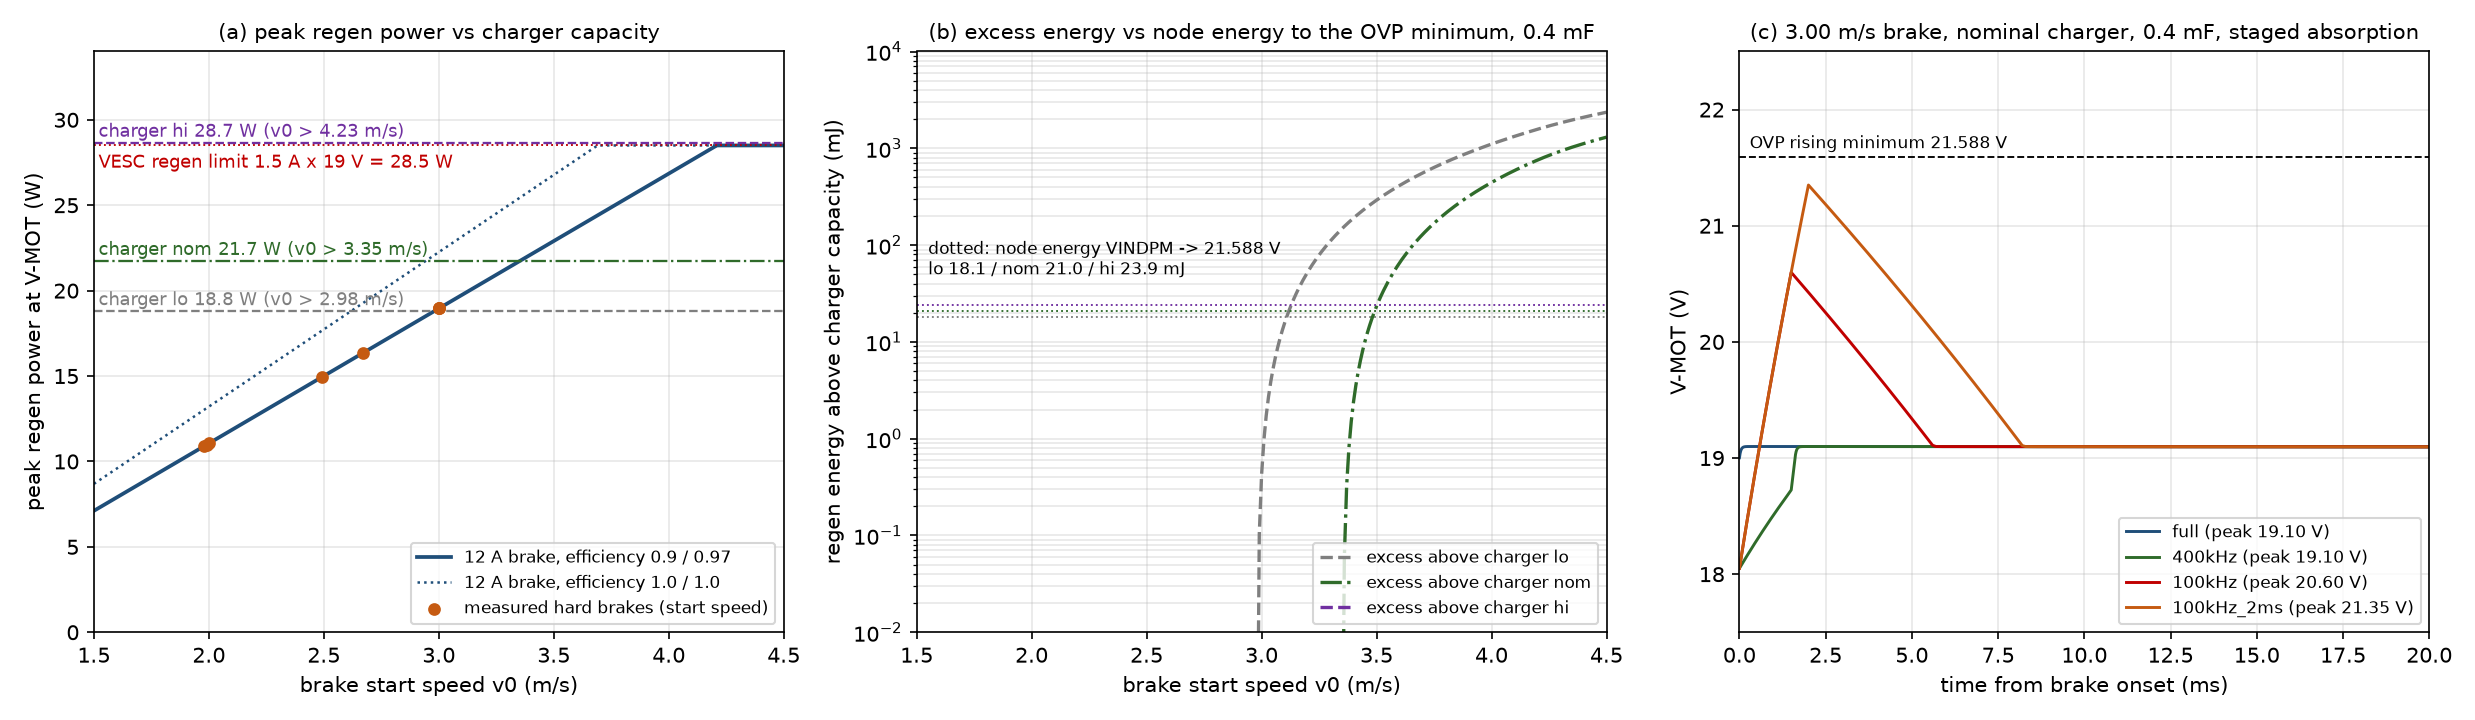 (a) peak regen power vs charger capacity
peak regen power at V-MOT (W)
30
25
20
15
10
5
0
charger hi 28.7 W (v0 > 4.23 m/s)
VESC regen limit 1.5 A x 19 V = 28.5 W
charger nom 21.7 W (v0 > 3.35 m/s)
charger lo 18.8 W (v0 > 2.98 m/s)
12 A brake, efficiency 0.9 / 0.97
12 A brake, efficiency 1.0 / 1.0
measured hard brakes (start speed)
1.5 2.0 2.5 3.0 3.5 4.0 4.5
brake start speed v0 (m/s)
(b) excess energy vs node energy to the OVP minimum, 0.4 mF
regen energy above charger capacity (mJ)
10⁴
10³
10²
10¹
10⁰
10⁻¹
10⁻²
dotted: node energy VINDPM -> 21.588 V
lo 18.1 / nom 21.0 / hi 23.9 mJ
excess above charger lo
excess above charger nom
excess above charger hi
1.5 2.0 2.5 3.0 3.5 4.0 4.5
brake start speed v0 (m/s)
(c) 3.00 m/s brake, nominal charger, 0.4 mF, staged absorption
V-MOT (V)
22
21
20
19
18
OVP rising minimum 21.588 V
full (peak 19.10 V)
400kHz (peak 19.10 V)
100kHz (peak 20.60 V)
100kHz_2ms (peak 21.35 V)
0.0 2.5 5.0 7.5 10.0 12.5 15.0 17.5 20.0
time from brake onset (ms)